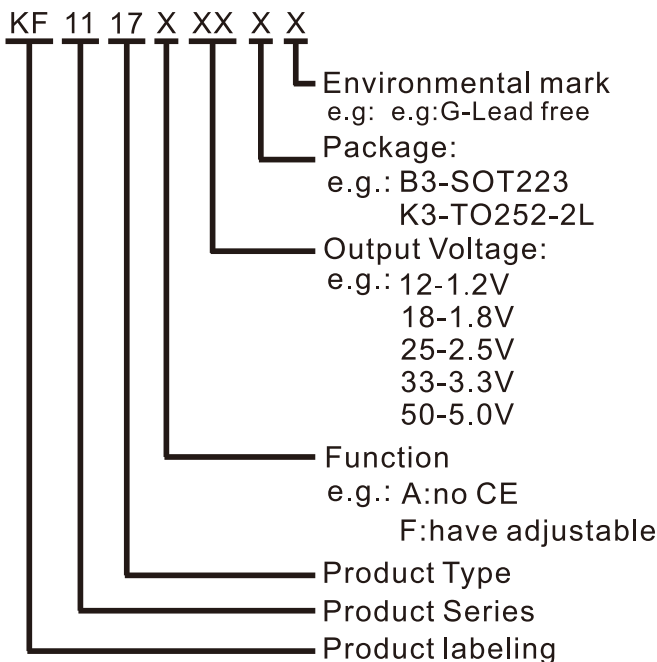 KF 11 17 X XX X X
Environmental mark
e.g: e.g:G-Lead free
Package:
e.g.: B3-SOT223
K3-TO252-2L
Output Voltage:
e.g.: 12-1.2V
18-1.8V
25-2.5V
33-3.3V
50-5.0V
Function
e.g.: A:no CE
F:have adjustable
Product Type
Product Series
Product labeling